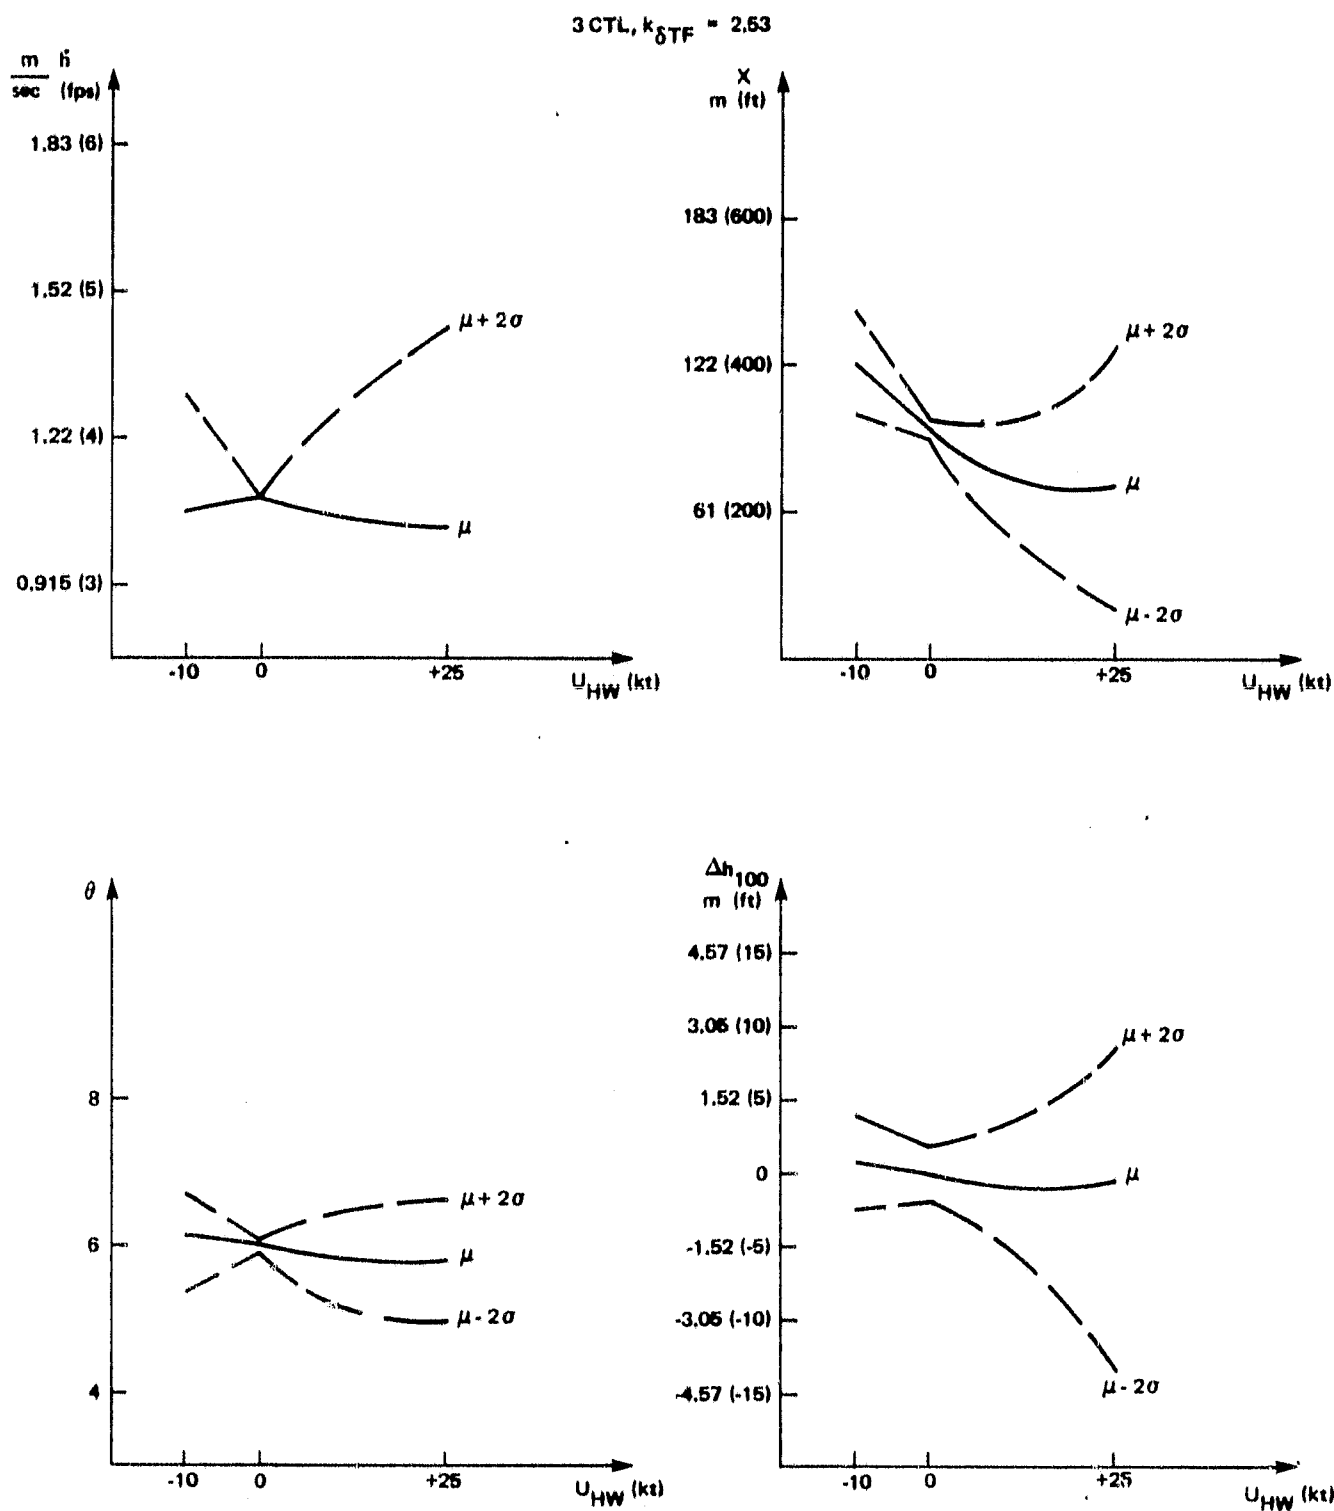 3 CTL, kδTF = 2,53
m ḣ
sec (fps)
1,83 (6)
1,52 (5)
1,22 (4)
0,915 (3)
μ + 2σ
μ
-10 0 +25
UHW (kt)
X
m (ft)
183 (600)
122 (400)
61 (200)
μ + 2σ
μ
μ - 2σ
-10 0 +25
UHW (kt)
θ
8
6
4
μ + 2σ
μ
μ - 2σ
-10 0 +25
UHW (kt)
Δh100
m (ft)
4,57 (15)
3,05 (10)
1,52 (5)
0
-1,52 (-5)
-3,05 (-10)
-4,57 (-15)
μ + 2σ
μ
μ - 2σ
-10 0 +25
UHW (kt)